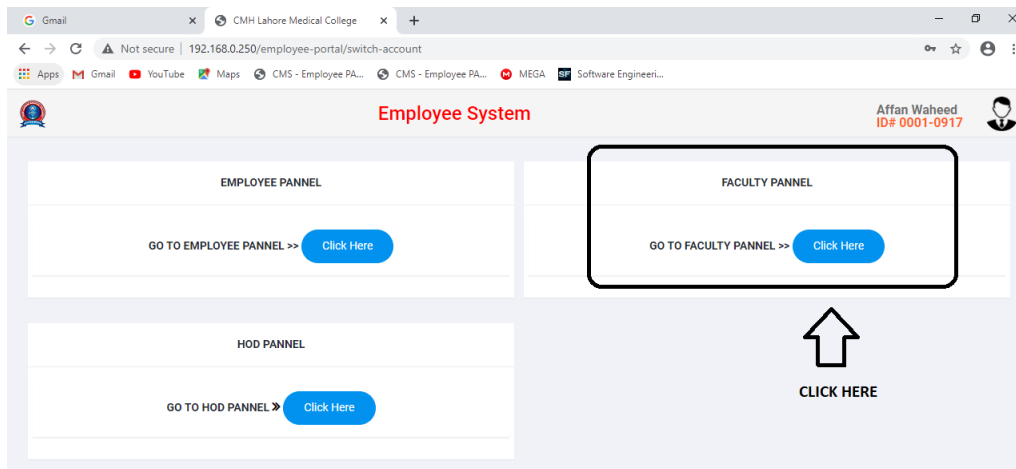 Gmail
CMH Lahore Medical College
Not secure | 192.168.0.250/employee-portal/switch-account
Apps Gmail YouTube Maps CMS - Employee PA... CMS - Employee PA... MEGA SF Software Engineeri...
Employee System
Affan Waheed
ID# 0001-0917
EMPLOYEE PANNEL
GO TO EMPLOYEE PANNEL >> Click Here
FACULTY PANNEL
GO TO FACULTY PANNEL >> Click Here
HOD PANNEL
GO TO HOD PANNEL » Click Here
CLICK HERE